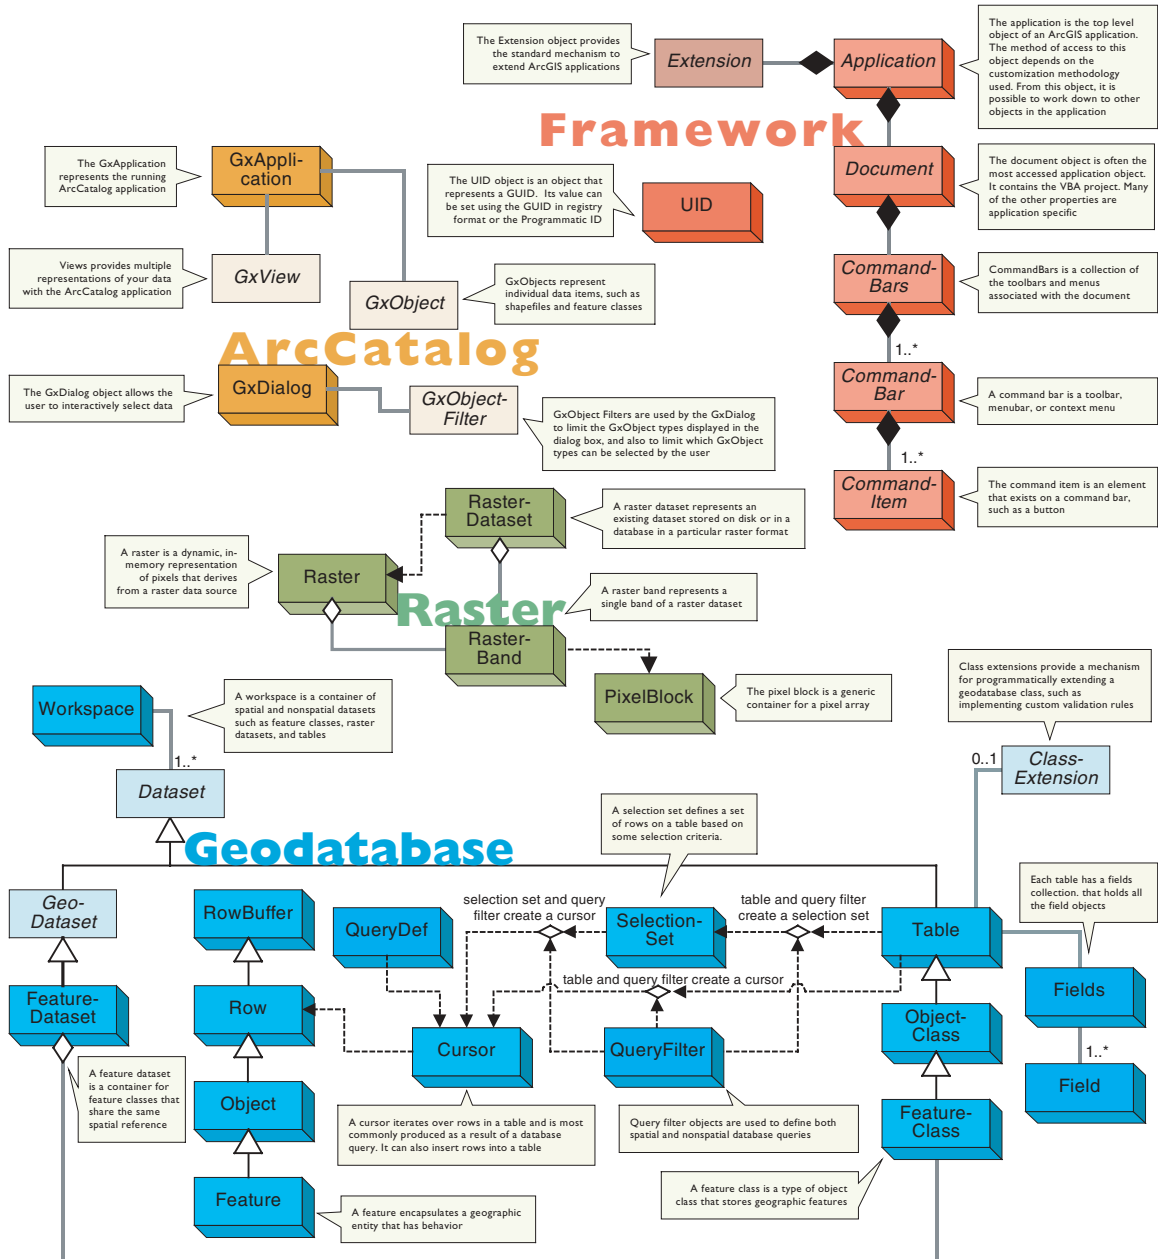 The Extension object provides
the standard mechanism to
extend ArcGIS applications
Extension
Application
The application is the top level
object of an ArcGIS application.
The method of access to this
object depends on the
customization methodology
used. From this object, it is
possible to work down to other
objects in the application
Framework
The GxApplication
represents the running
ArcCatalog application
GxAppli-
cation
The UID object is an object that
represents a GUID. Its value can
be set using the GUID in registry
format or the Programmatic ID
UID
Document
The document object is often the
most accessed application object.
It contains the VBA project. Many
of the other properties are
application specific
Views provides multiple
representations of your data
with the ArcCatalog application
GxView
GxObject
GxObjects represent
individual data items, such as
shapefiles and feature classes
Command-
Bars
CommandBars is a collection of
the toolbars and menus
associated with the document
ArcCatalog
1..*
The GxDialog object allows the
user to interactively select data
GxDialog
GxObject-
Filter
GxObject Filters are used by the GxDialog
to limit the GxObject types displayed in the
dialog box, and also to limit which GxObject
types can be selected by the user
Command-
Bar
A command bar is a toolbar,
menubar, or context menu
1..*
Command-
Item
The command item is an element
that exists on a command bar,
such as a button
Raster-
Dataset
A raster dataset represents an
existing dataset stored on disk or in a
database in a particular raster format
A raster is a dynamic, in-
memory representation
of pixels that derives
from a raster data source
Raster
Raster
A raster band represents a
single band of a raster dataset
Raster-
Band
PixelBlock
The pixel block is a generic
container for a pixel array
Class extensions provide a mechanism
for programmatically extending a
geodatabase class, such as
implementing custom validation rules
Workspace
A workspace is a container of
spatial and nonspatial datasets
such as feature classes, raster
datasets, and tables
1..*
Dataset
0..1
Class-
Extension
A selection set defines a set
of rows on a table based on
some selection criteria.
Geodatabase
Geo-
Dataset
RowBuffer
QueryDef
selection set and query
filter create a cursor
Selection-
Set
table and query filter
create a selection set
Table
Each table has a fields
collection. that holds all
the field objects
table and query filter create a cursor
Feature-
Dataset
Row
Cursor
QueryFilter
Object-
Class
Fields
1..*
Field
A feature dataset
is a container for
feature classes that
share the same
spatial reference
Object
A cursor iterates over rows in a table and is most
commonly produced as a result of a database
query. It can also insert rows into a table
Query filter objects are used to define both
spatial and nonspatial database queries
Feature-
Class
Feature
A feature encapsulates a geographic
entity that has behavior
A feature class is a type of object
class that stores geographic features